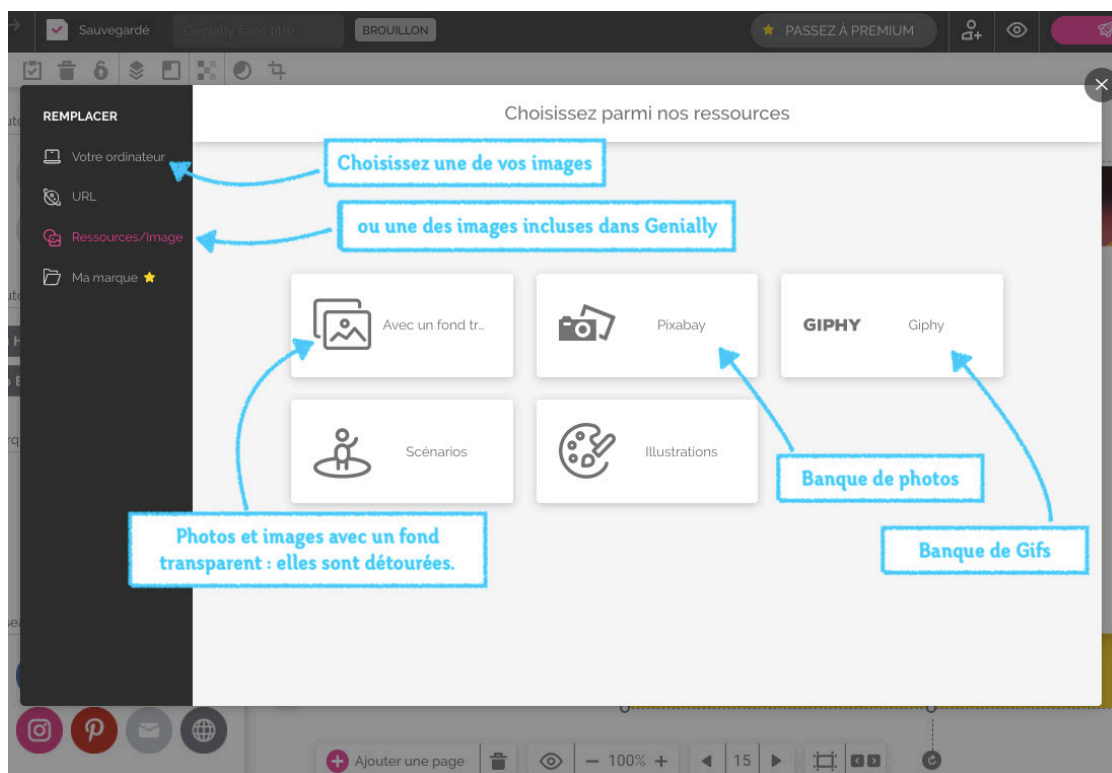 Sauvegardé
Genially sans titre
BROUILLON
PASSEZ À PREMIUM
REMPLACER
Choisissez parmi nos ressources
Votre ordinateur
Choisissez une de vos images
URL
Ressources/Image
ou une des images incluses dans Genially
Ma marque
Avec un fond tr...
Pixabay
GIPHY
Giphy
Scénarios
Illustrations
Banque de photos
Photos et images avec un fond
transparent : elles sont détourées.
Banque de Gifs
Ajouter une page
100%
15